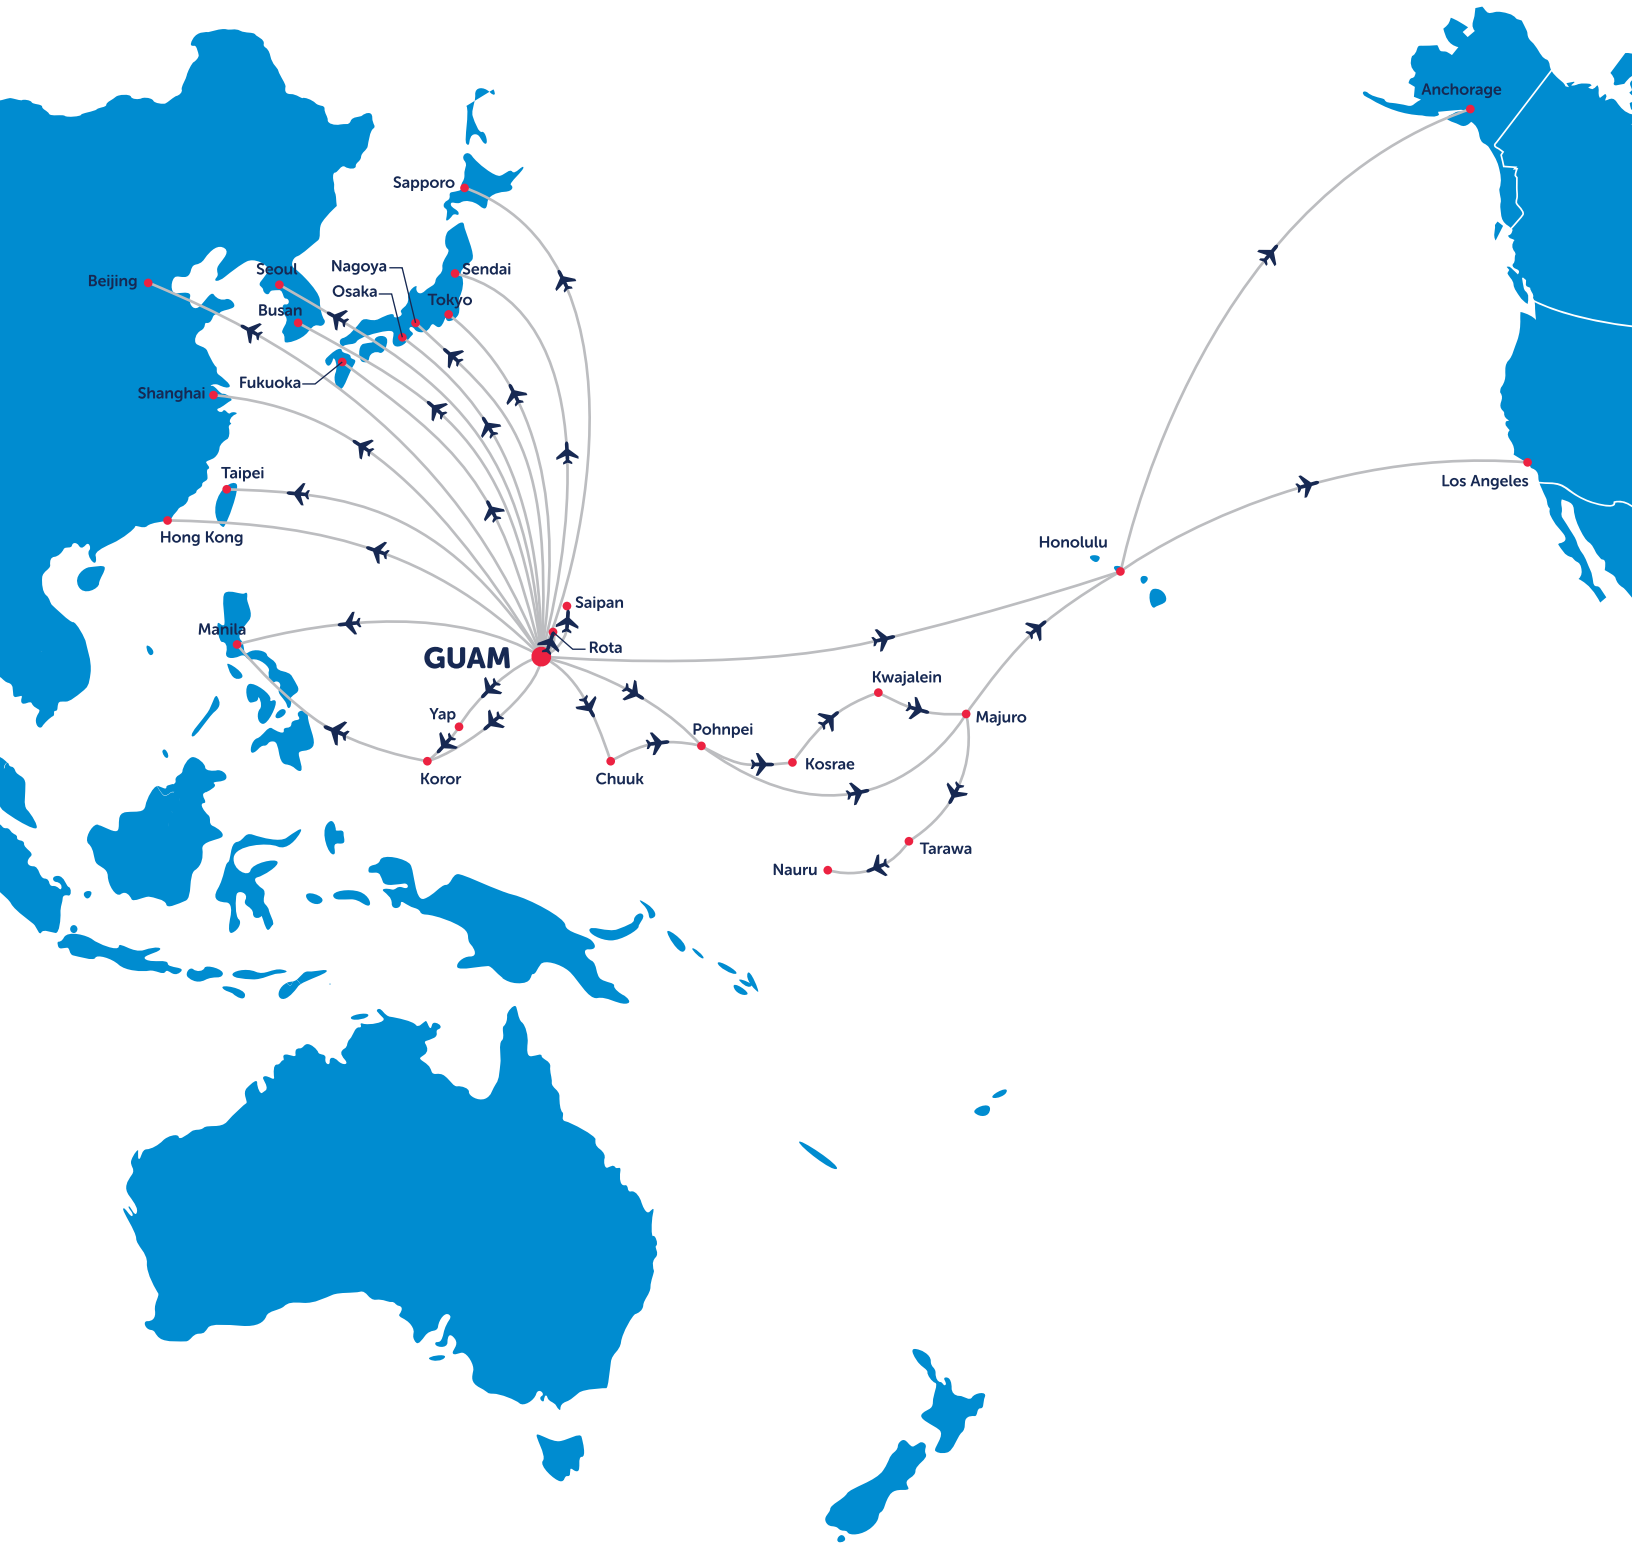 Anchorage
Sapporo
Nagoya
Sendai
Seoul
Beijing
Osaka
Tokyo
Busan
Fukuoka
Shanghai
Taipei
Los Angeles
Hong Kong
Honolulu
Saipan
Manila
Rota
GUAM
Kwajalein
Yap
Majuro
Pohnpei
Kosrae
Koror
Chuuk
Tarawa
Nauru